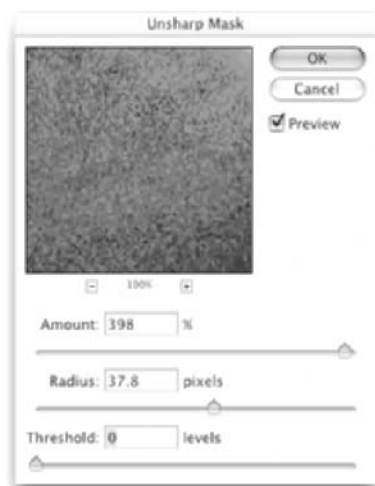 Unsharp Mask
OK
Cancel
Preview
100%
Amount: 398 %
Radius: 37.8 pixels
Threshold: 0 levels